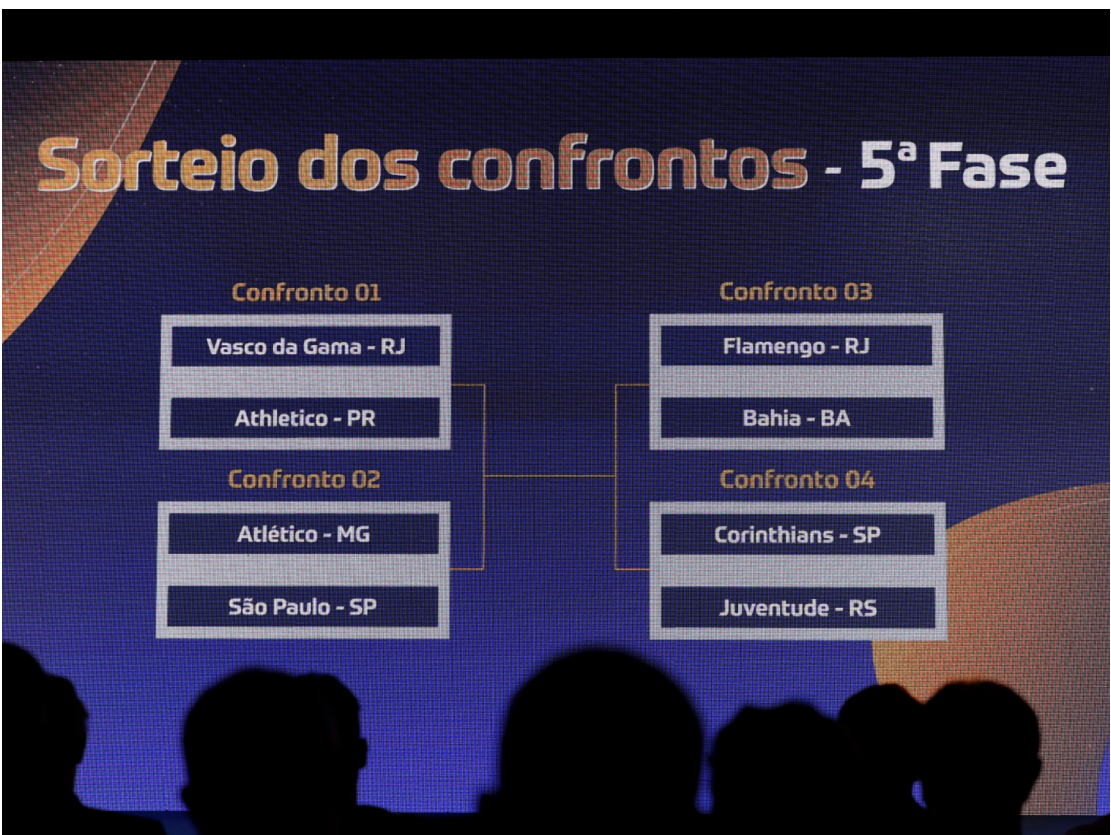 Sorteio dos confrontos - 5ª Fase
Confronto 01
Vasco da Gama - RJ
Athletico - PR
Confronto 02
Atlético - MG
São Paulo - SP
Confronto 03
Flamengo - RJ
Bahia - BA
Confronto 04
Corinthians - SP
Juventude - RS